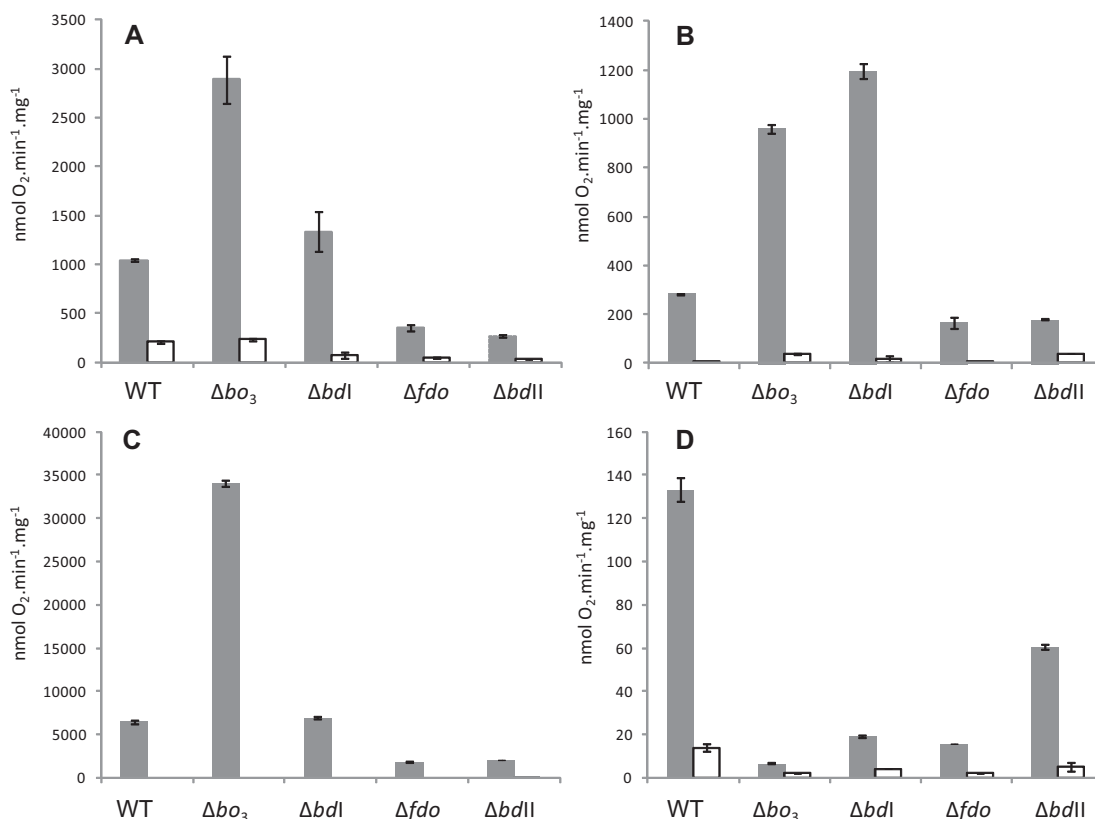 A
nmol O₂.min⁻¹.mg⁻¹
3500
3000
2500
2000
1500
1000
500
0
WT Δbo₃ ΔbdI Δfdo ΔbdII
B
nmol O₂.min⁻¹.mg⁻¹
1400
1200
1000
800
600
400
200
0
WT Δbo₃ ΔbdI Δfdo ΔbdII
C
nmol O₂.min⁻¹.mg⁻¹
40000
35000
30000
25000
20000
15000
10000
5000
0
WT Δbo₃ ΔbdI Δfdo ΔbdII
D
nmol O₂.min⁻¹.mg⁻¹
160
140
120
100
80
60
40
20
0
WT Δbo₃ ΔbdI Δfdo ΔbdII